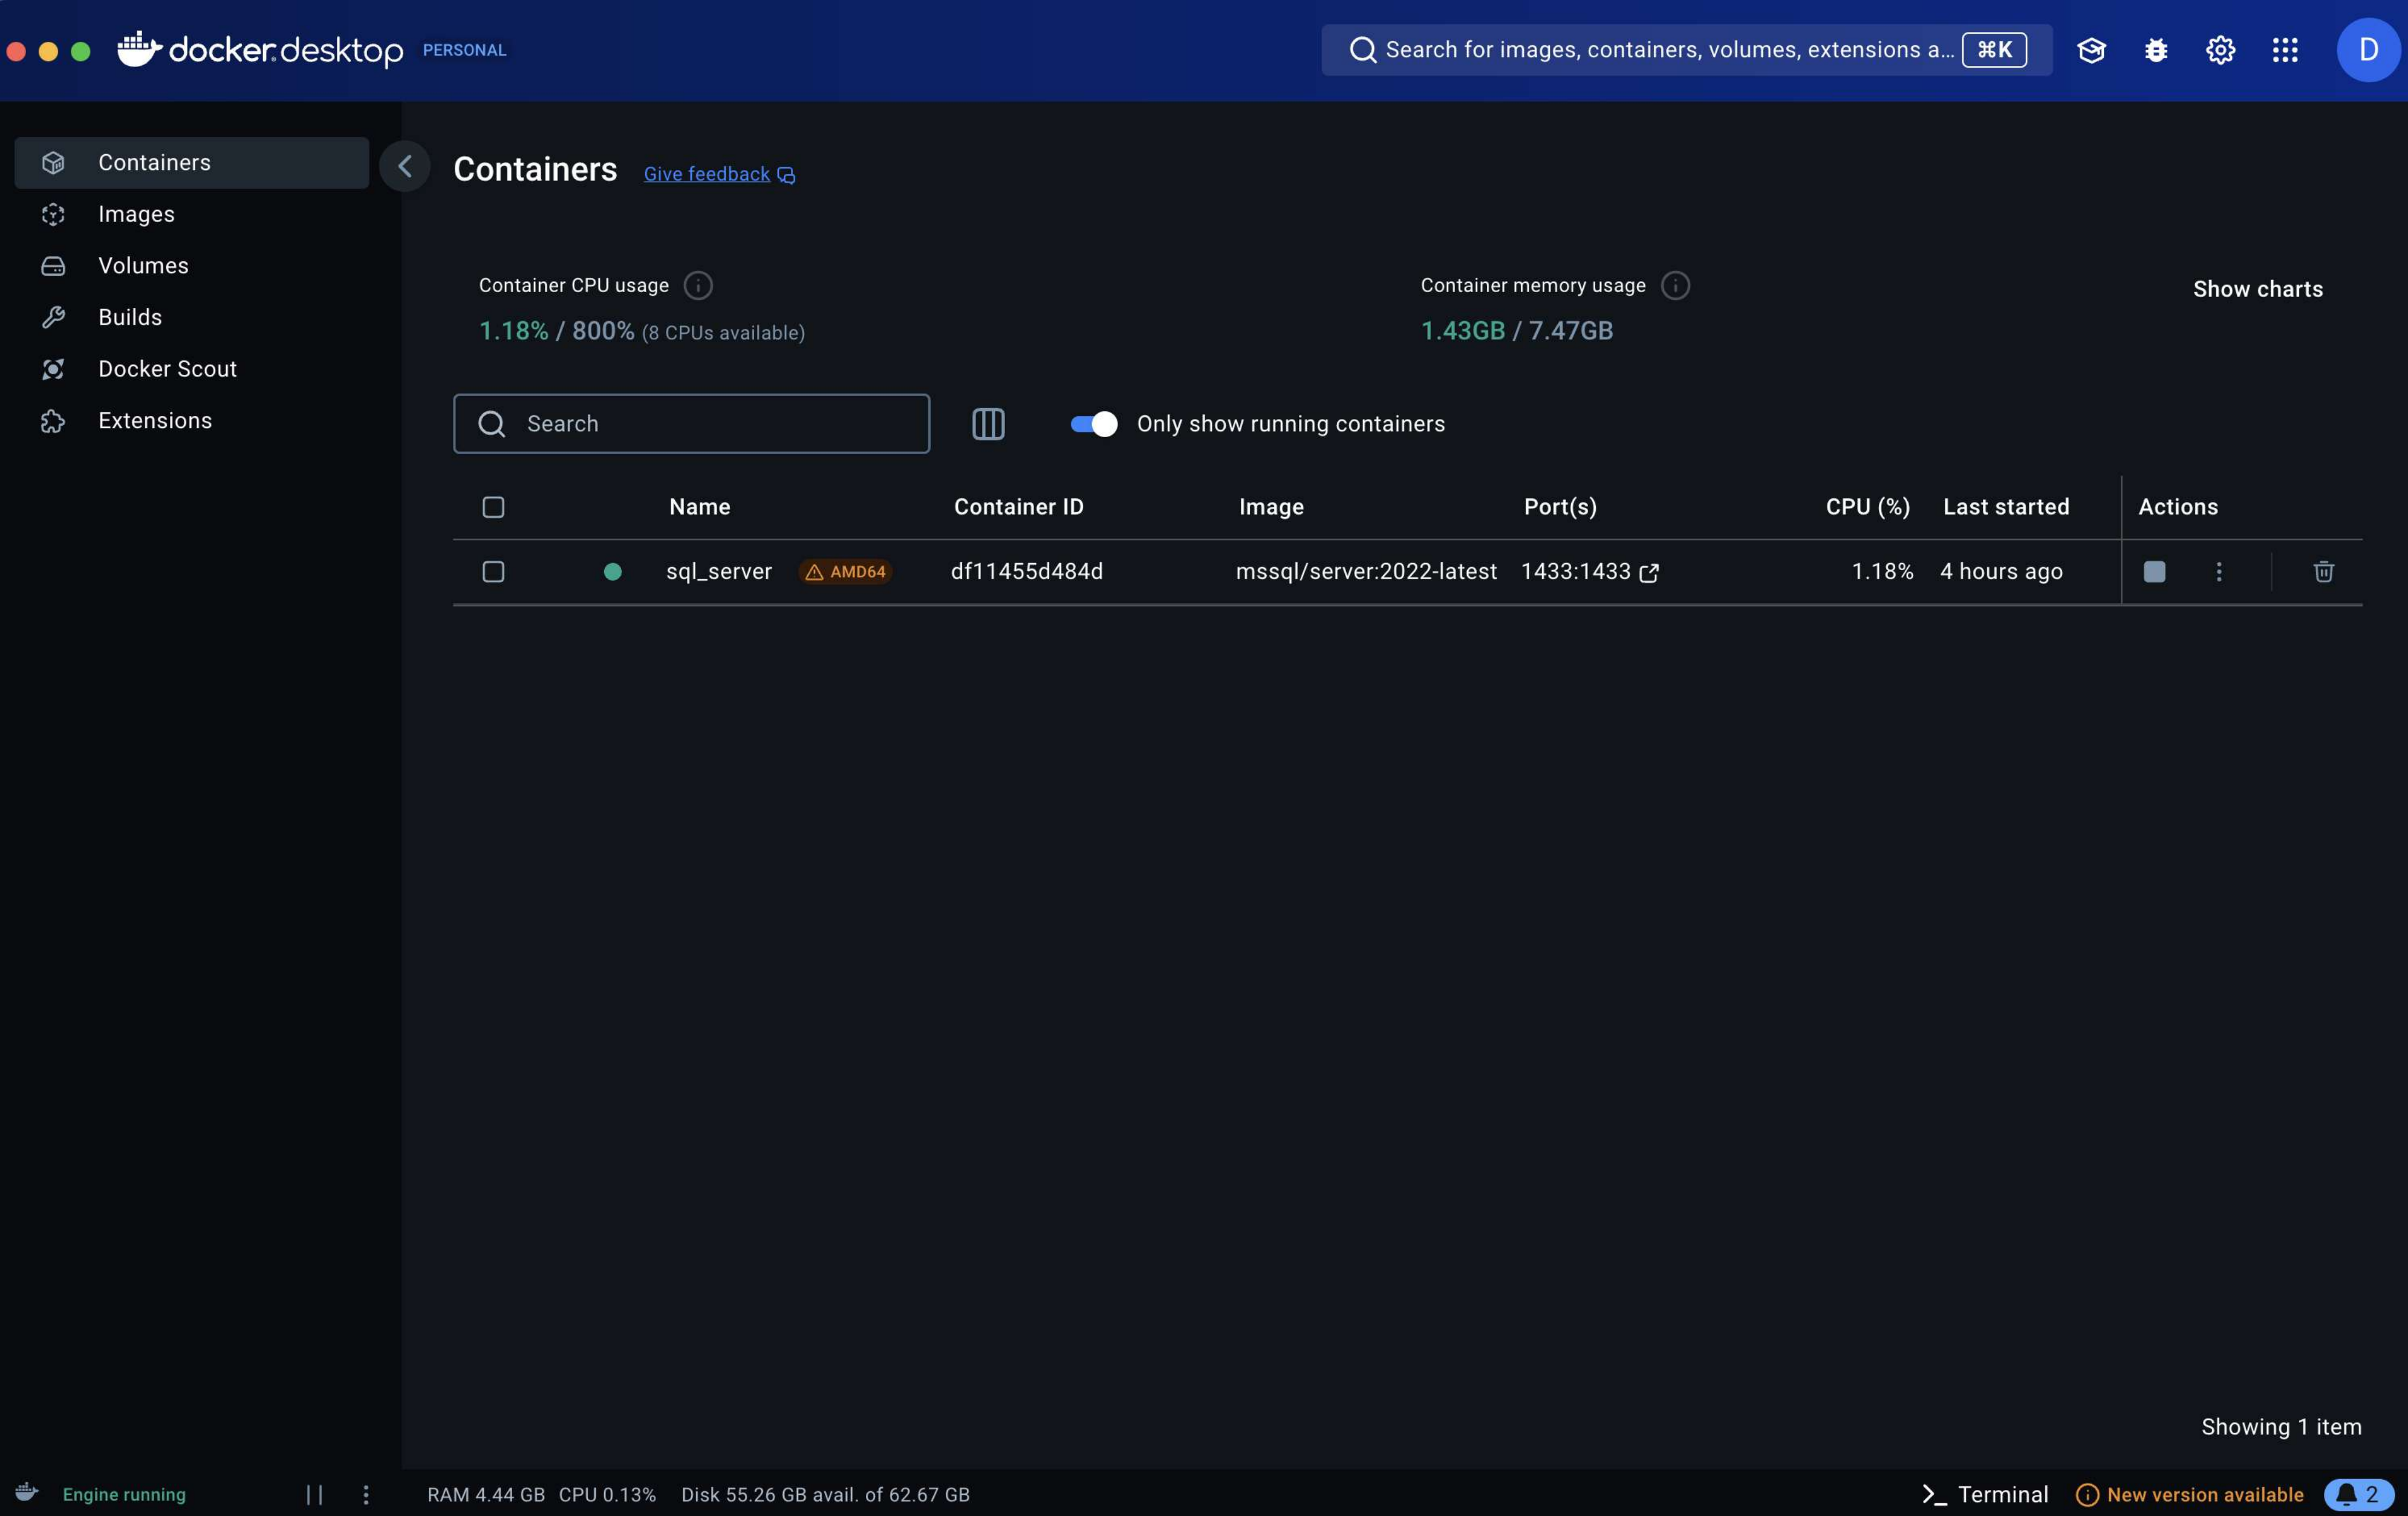 docker desktop PERSONAL
Search for images, containers, volumes, extensions a... ⌘K
D
Containers
Images
Volumes
Builds
Docker Scout
Extensions
Containers Give feedback
Container CPU usage
1.18% / 800% (8 CPUs available)
Container memory usage
1.43GB / 7.47GB
Show charts
Search
Only show running containers
Name Container ID Image Port(s) CPU (%) Last started Actions
sql_server AMD64 df11455d484d mssql/server:2022-latest 1433:1433 1.18% 4 hours ago
Showing 1 item
Engine running RAM 4.44 GB CPU 0.13% Disk 55.26 GB avail. of 62.67 GB Terminal New version available 2